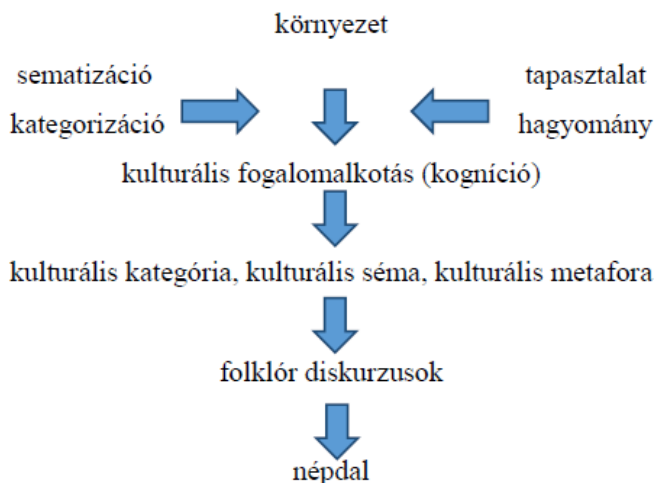 környezet
sematizáció
kategorizáció
tapasztalat
hagyomány
kulturális fogalomalkotás (kogníció)
kulturális kategória, kulturális séma, kulturális metafora
folklór diskurzusok
népdal